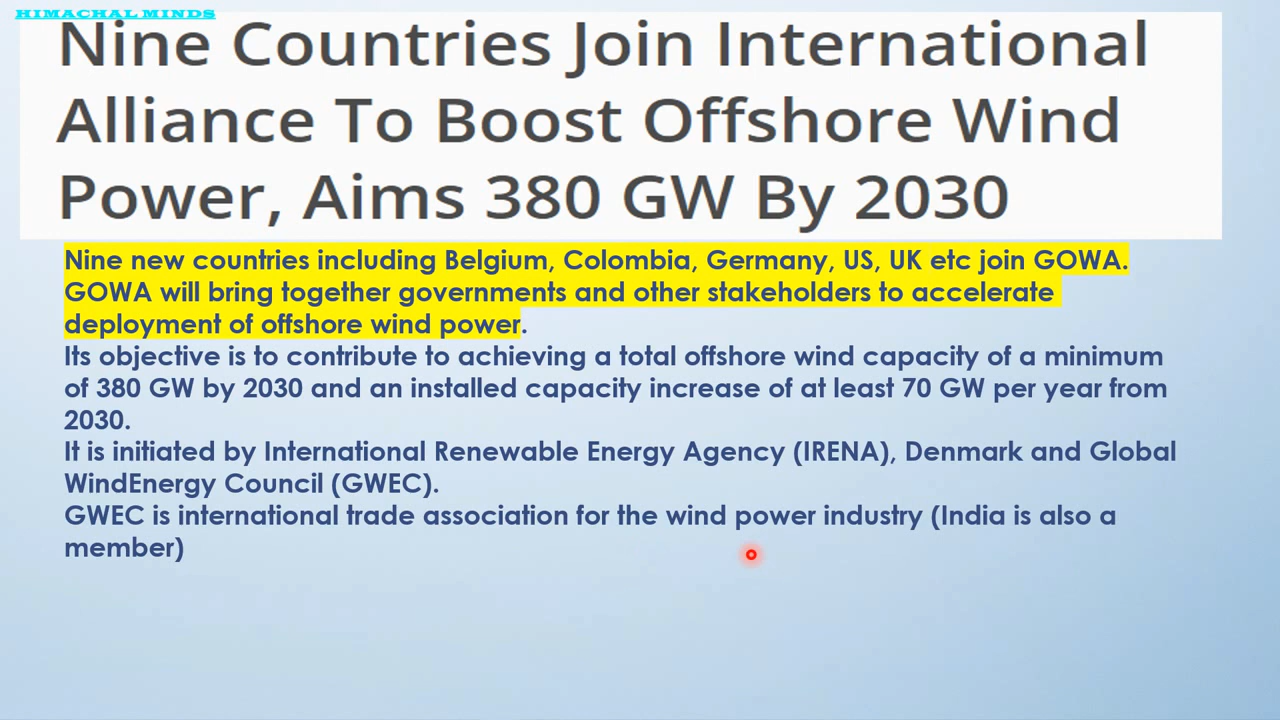 HIMACHAL MINDS
Nine Countries Join International
Alliance To Boost Offshore Wind
Power, Aims 380 GW By 2030
Nine new countries including Belgium, Colombia, Germany, US, UK etc join GOWA.
GOWA will bring together governments and other stakeholders to accelerate
deployment of offshore wind power.
Its objective is to contribute to achieving a total offshore wind capacity of a minimum
of 380 GW by 2030 and an installed capacity increase of at least 70 GW per year from
2030.
It is initiated by International Renewable Energy Agency (IRENA), Denmark and Global
WindEnergy Council (GWEC).
GWEC is international trade association for the wind power industry (India is also a
member)